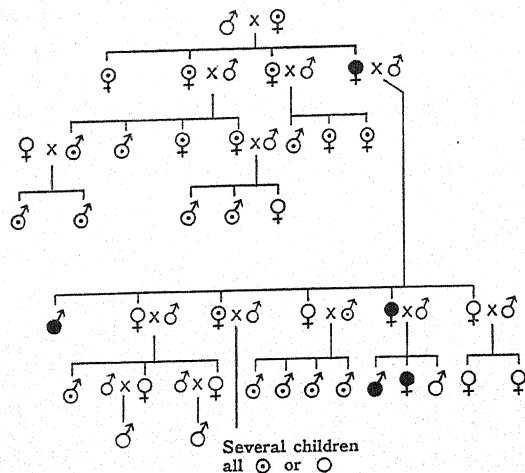 Several children
all ⊙ or ○